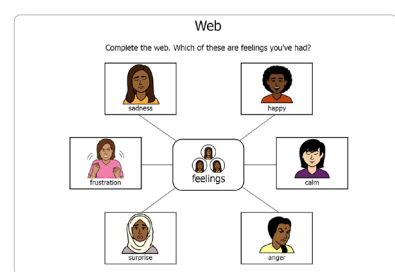 Web
Complete the web. Which of these are feelings you've had?
sadness
happy
frustration
feelings
calm
surprise
anger